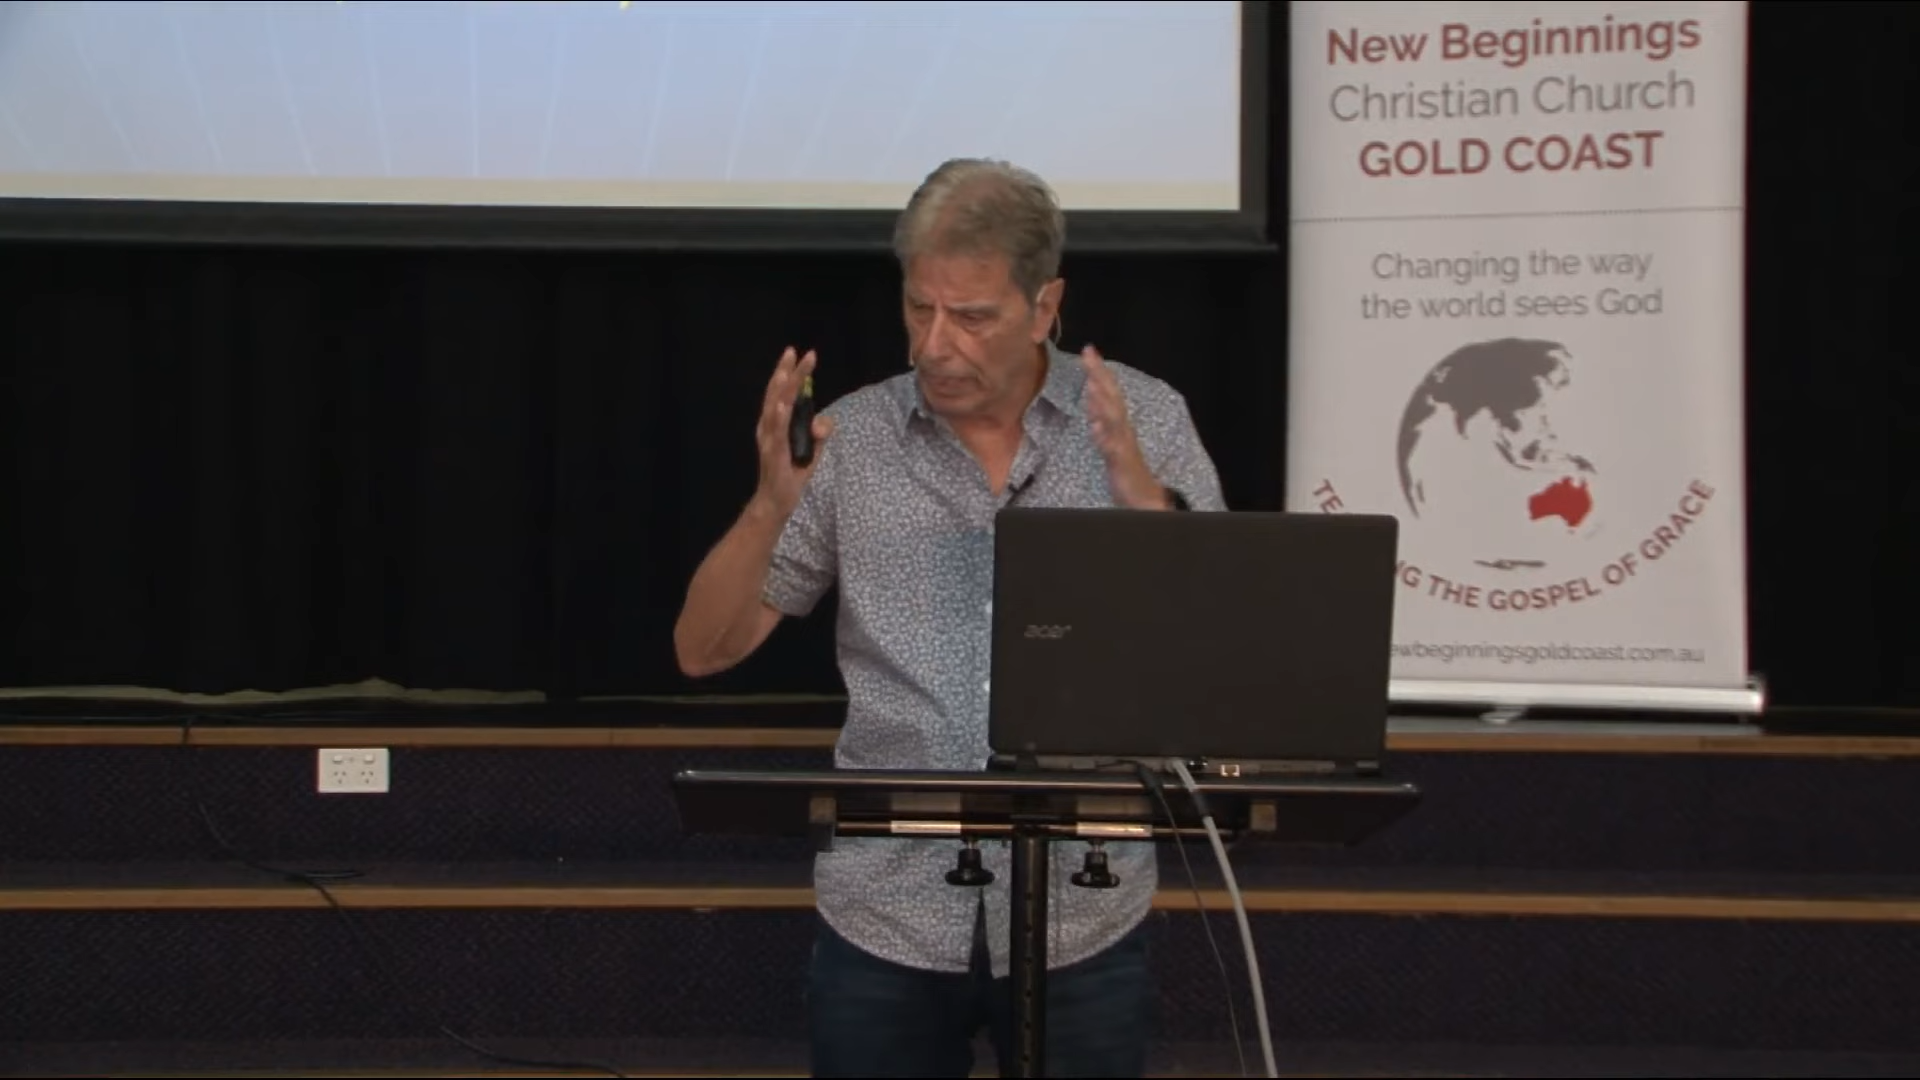 New Beginnings
Christian Church
GOLD COAST
Changing the way
the world sees God
THE GOSPEL OF GRACE
ewbeginningsgoldcoast.com.au
acer